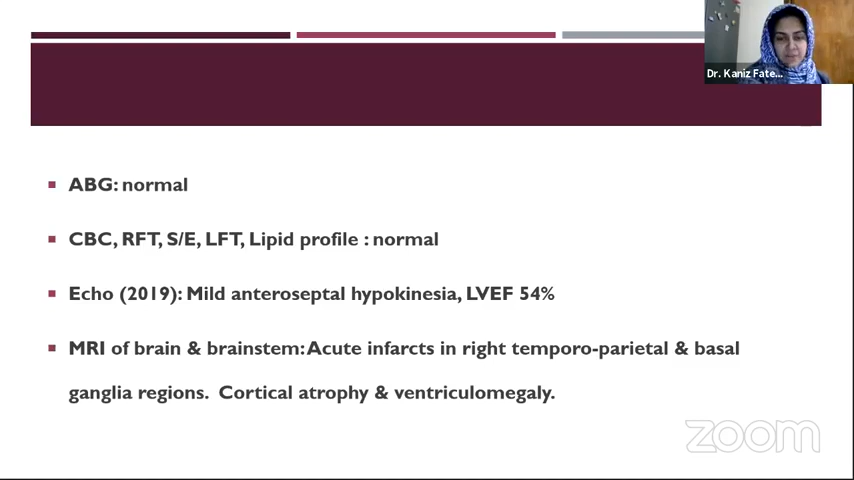 Dr. Kaniz Fate...
ABG: normal
CBC, RFT, S/E, LFT, Lipid profile : normal
Echo (2019): Mild anteroseptal hypokinesia, LVEF 54%
MRI of brain & brainstem: Acute infarcts in right temporo-parietal & basal
ganglia regions. Cortical atrophy & ventriculomegaly.
zoom